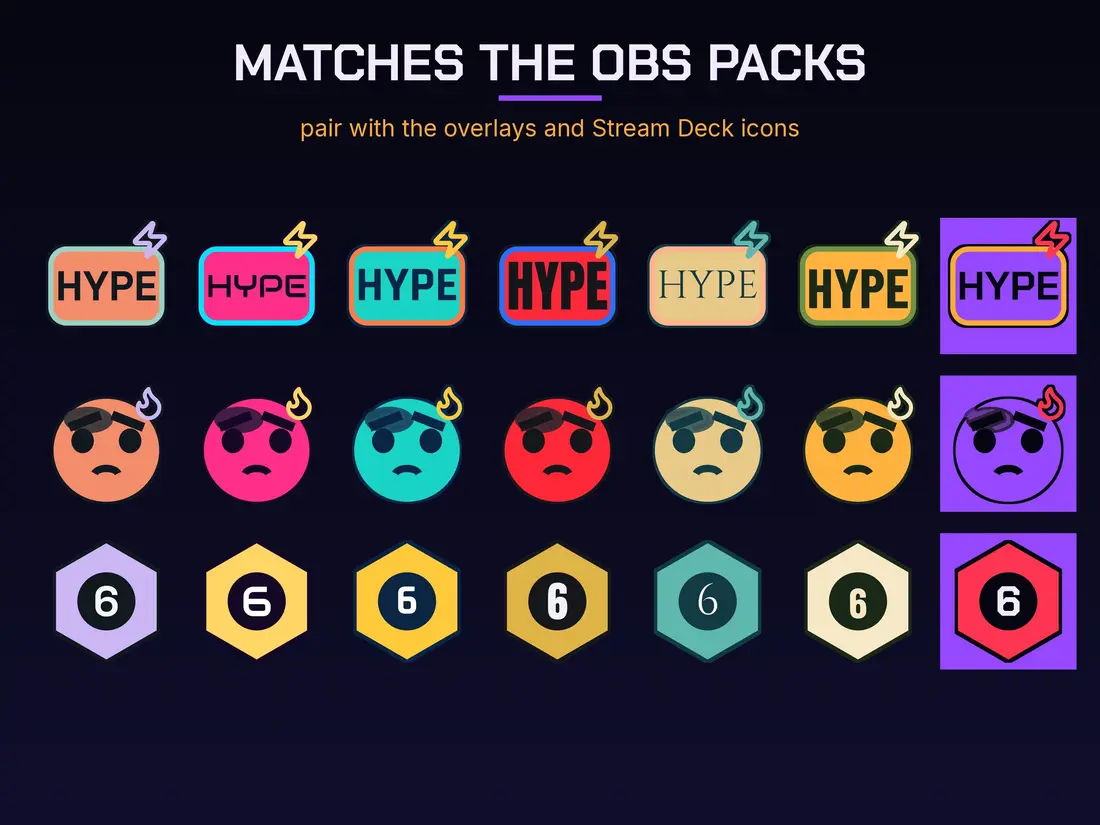 MATCHES THE OBS PACKS
pair with the overlays and Stream Deck icons
HYPE HYPE HYPE HYPE HYPE HYPE HYPE
6 6 6 6 6 6 6